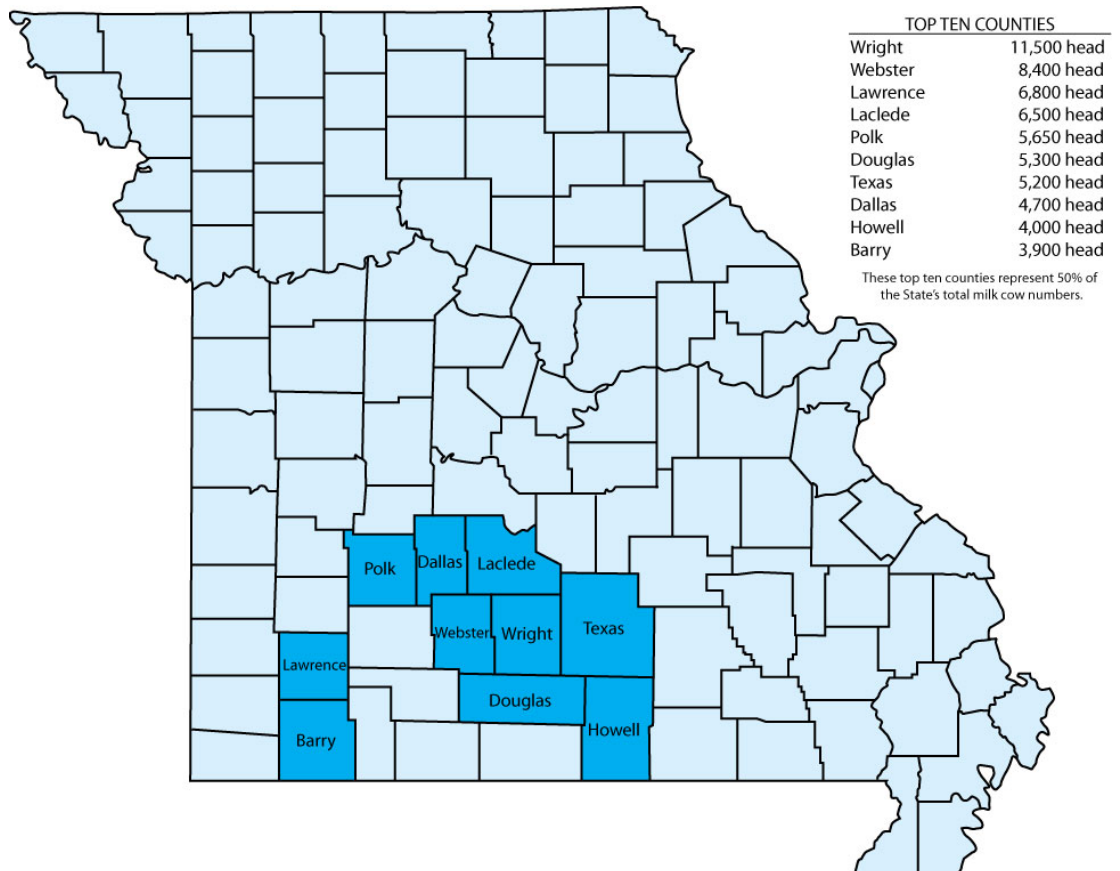 TOP TEN COUNTIES
Wright 11,500 head
Webster 8,400 head
Lawrence 6,800 head
Laclede 6,500 head
Polk 5,650 head
Douglas 5,300 head
Texas 5,200 head
Dallas 4,700 head
Howell 4,000 head
Barry 3,900 head
These top ten counties represent 50% of
the State's total milk cow numbers.
Polk
Dallas
Laclede
Webster
Wright
Texas
Lawrence
Douglas
Howell
Barry